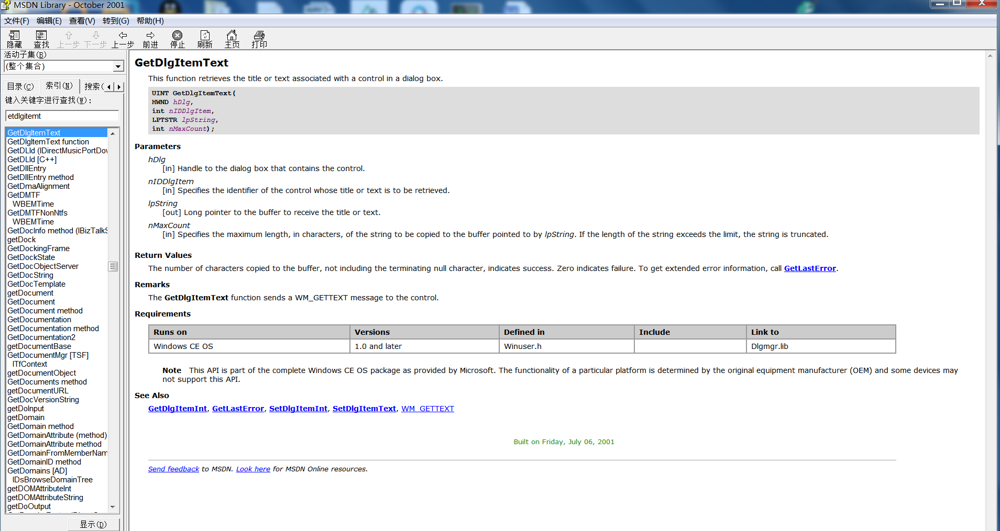 MSDN Library - October 2001
文件(F) 编辑(E) 查看(V) 转到(G) 帮助(H)
隐藏 查找 上一步 下一步 上一步 前进 停止 刷新 主页 打印
活动子集(B)
(整个集合)
目录(C) 索引(N) 搜索(
键入关键字进行查找(W):
etdlgitemt
GetDlgItemText
GetDlgItemText function
GetDLId (IDirectMusicPortDov
GetDLId [C++]
GetDllEntry
GetDllEntry method
GetDmaAlignment
GetDMTF
WBEMTime
GetDMTFNonNtfs
WBEMTime
GetDocInfo method (IBizTalkS
getDock
GetDockingFrame
GetDockState
GetDocObjectServer
GetDocString
GetDocTemplate
getDocument
GetDocument
GetDocument method
GetDocumentation
GetDocumentation method
GetDocumentation2
getDocumentBase
GetDocumentMgr [TSF]
ITfContext
getDocumentObject
GetDocuments method
getDocumentURL
GetDocVersionString
getDoInput
getDomain
GetDomain method
GetDomainAttribute (method)
GetDomainAttribute method
GetDomainFromMemberNam
GetDomainID method
GetDomains [AD]
IDsBrowseDomainTree
getDOMAttributeInt
getDOMAttributeString
getDoOutput
显示(D)
GetDlgItemText
This function retrieves the title or text associated with a control in a dialog box.
UINT GetDlgItemText(
HWND hDlg,
int nIDDlgItem,
LPTSTR lpString,
int nMaxCount);
Parameters
hDlg
[in] Handle to the dialog box that contains the control.
nIDDlgItem
[in] Specifies the identifier of the control whose title or text is to be retrieved.
lpString
[out] Long pointer to the buffer to receive the title or text.
nMaxCount
[in] Specifies the maximum length, in characters, of the string to be copied to the buffer pointed to by lpString. If the length of the string exceeds the limit, the string is truncated.
Return Values
The number of characters copied to the buffer, not including the terminating null character, indicates success. Zero indicates failure. To get extended error information, call GetLastError.
Remarks
The GetDlgItemText function sends a WM_GETTEXT message to the control.
Requirements
Runs on Versions Defined in Include Link to
Windows CE OS 1.0 and later Winuser.h Dlgmgr.lib
Note This API is part of the complete Windows CE OS package as provided by Microsoft. The functionality of a particular platform is determined by the original equipment manufacturer (OEM) and some devices may
not support this API.
See Also
GetDlgItemInt, GetLastError, SetDlgItemInt, SetDlgItemText, WM_GETTEXT
Built on Friday, July 06, 2001
Send feedback to MSDN. Look here for MSDN Online resources.